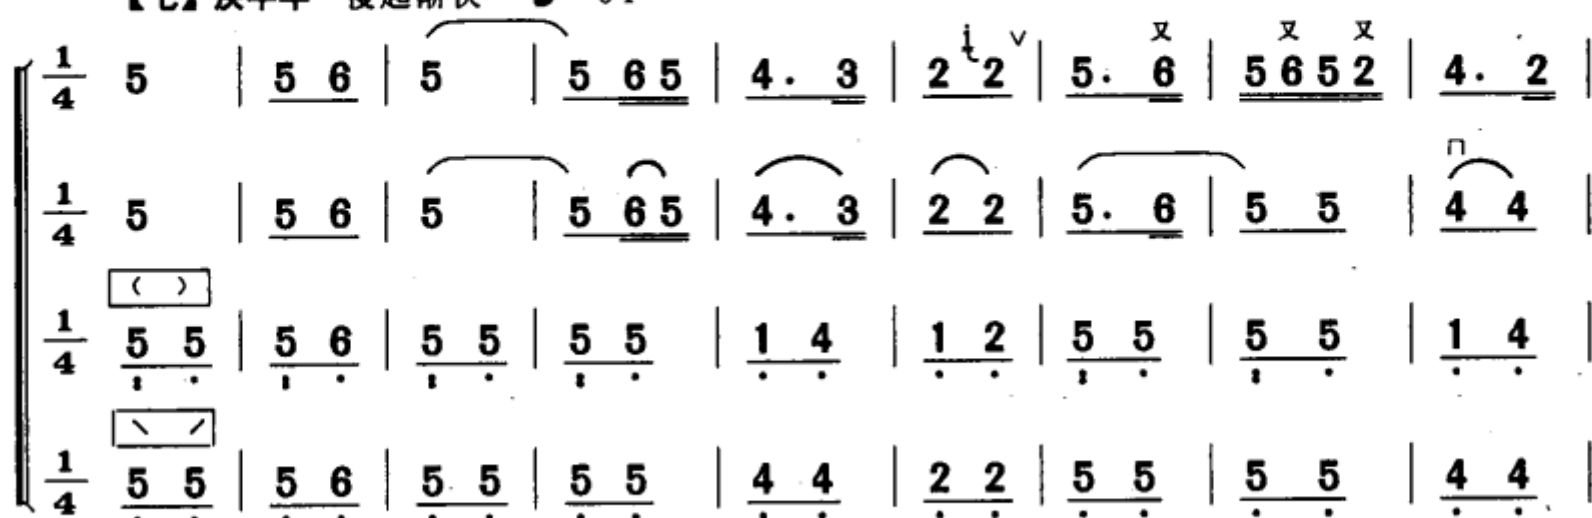 1/4 5 | 5 6 | 5 | 5 6 5 | 4. 3 | 2 2 | 5. 6 | 5 6 5 2 | 4. 2 |
1/4 5 | 5 6 | 5 | 5 6 5 | 4. 3 | 2 2 | 5. 6 | 5 5 | 4 4 |
1/4 5 5 | 5 6 | 5 5 | 5 5 | 1 4 | 1 2 | 5 5 | 5 5 | 1 4 |
1/4 5 5 | 5 6 | 5 5 | 5 5 | 4 4 | 2 2 | 5 5 | 5 5 | 4 4 |